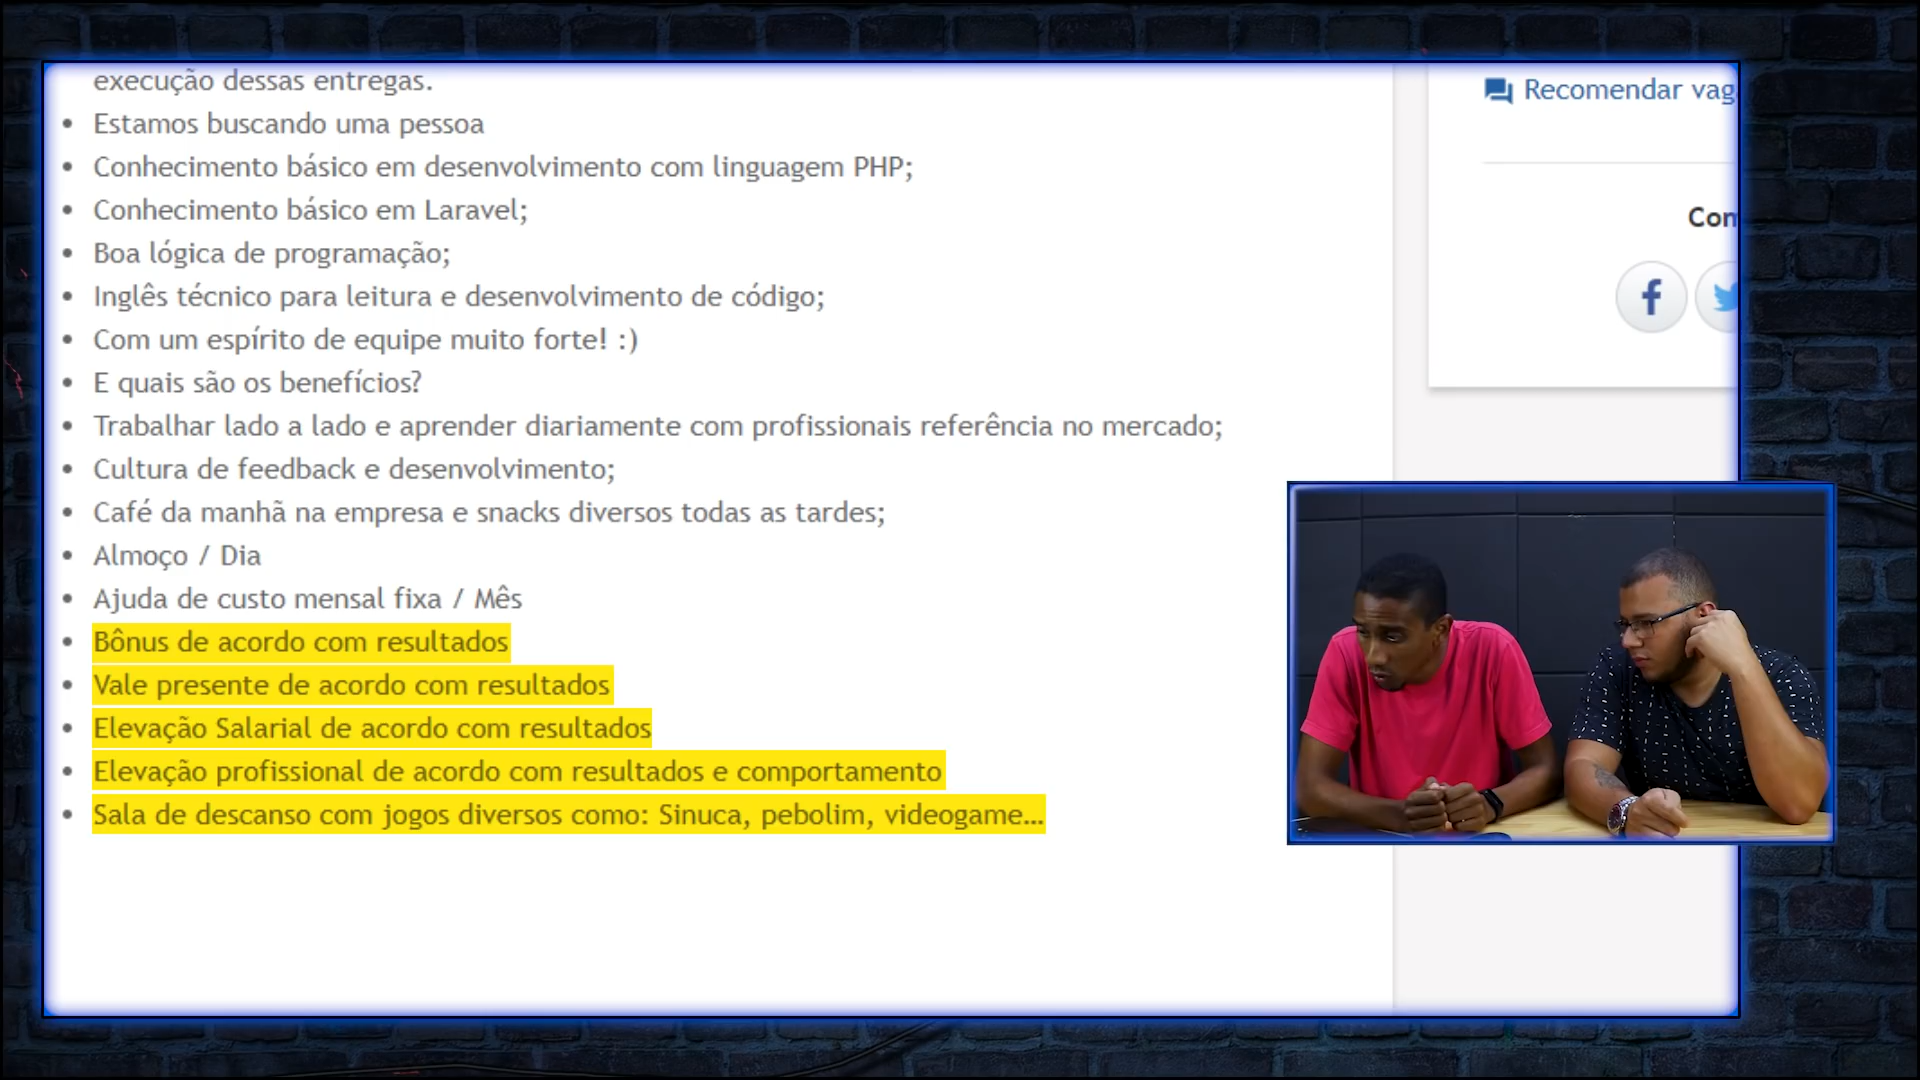 execução dessas entregas.
Estamos buscando uma pessoa
Conhecimento básico em desenvolvimento com linguagem PHP;
Conhecimento básico em Laravel;
Boa lógica de programação;
Inglês técnico para leitura e desenvolvimento de código;
Com um espírito de equipe muito forte! :)
E quais são os benefícios?
Trabalhar lado a lado e aprender diariamente com profissionais referência no mercado;
Cultura de feedback e desenvolvimento;
Café da manhã na empresa e snacks diversos todas as tardes;
Almoço / Dia
Ajuda de custo mensal fixa / Mês
Bônus de acordo com resultados
Vale presente de acordo com resultados
Elevação Salarial de acordo com resultados
Elevação profissional de acordo com resultados e comportamento
Sala de descanso com jogos diversos como: Sinuca, pebolim, videogame...
Recomendar vag
Com